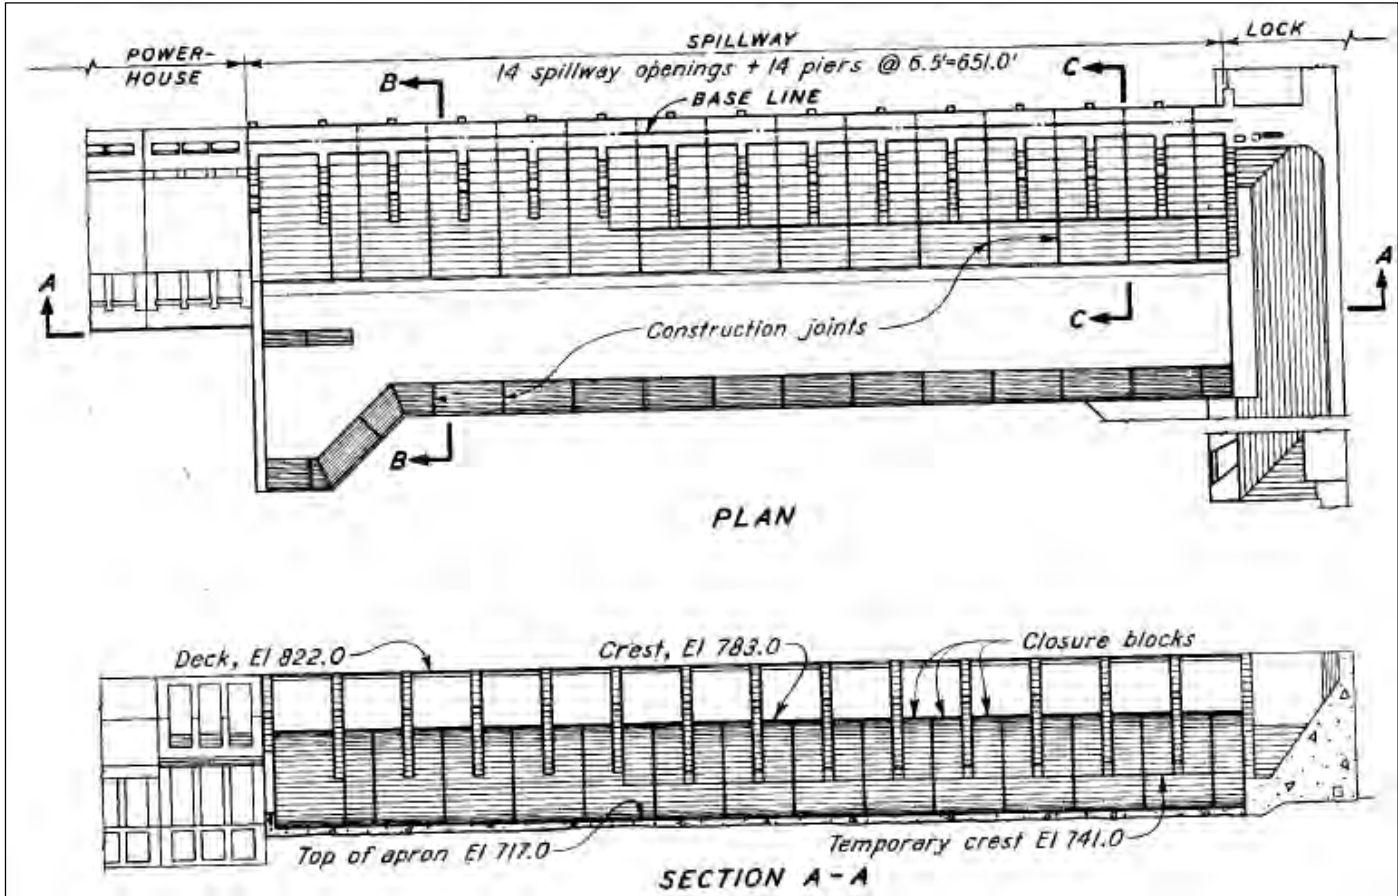 POWER-
HOUSE
SPILLWAY
14 spillway openings + 14 piers @ 6.5'=651.0'
LOCK
B
C
BASE LINE
A
A
Construction joints
C
B
PLAN
Deck, El 822.0
Crest, El 783.0
Closure blocks
Top of apron El 717.0
Temporary crest El 741.0
SECTION A-A